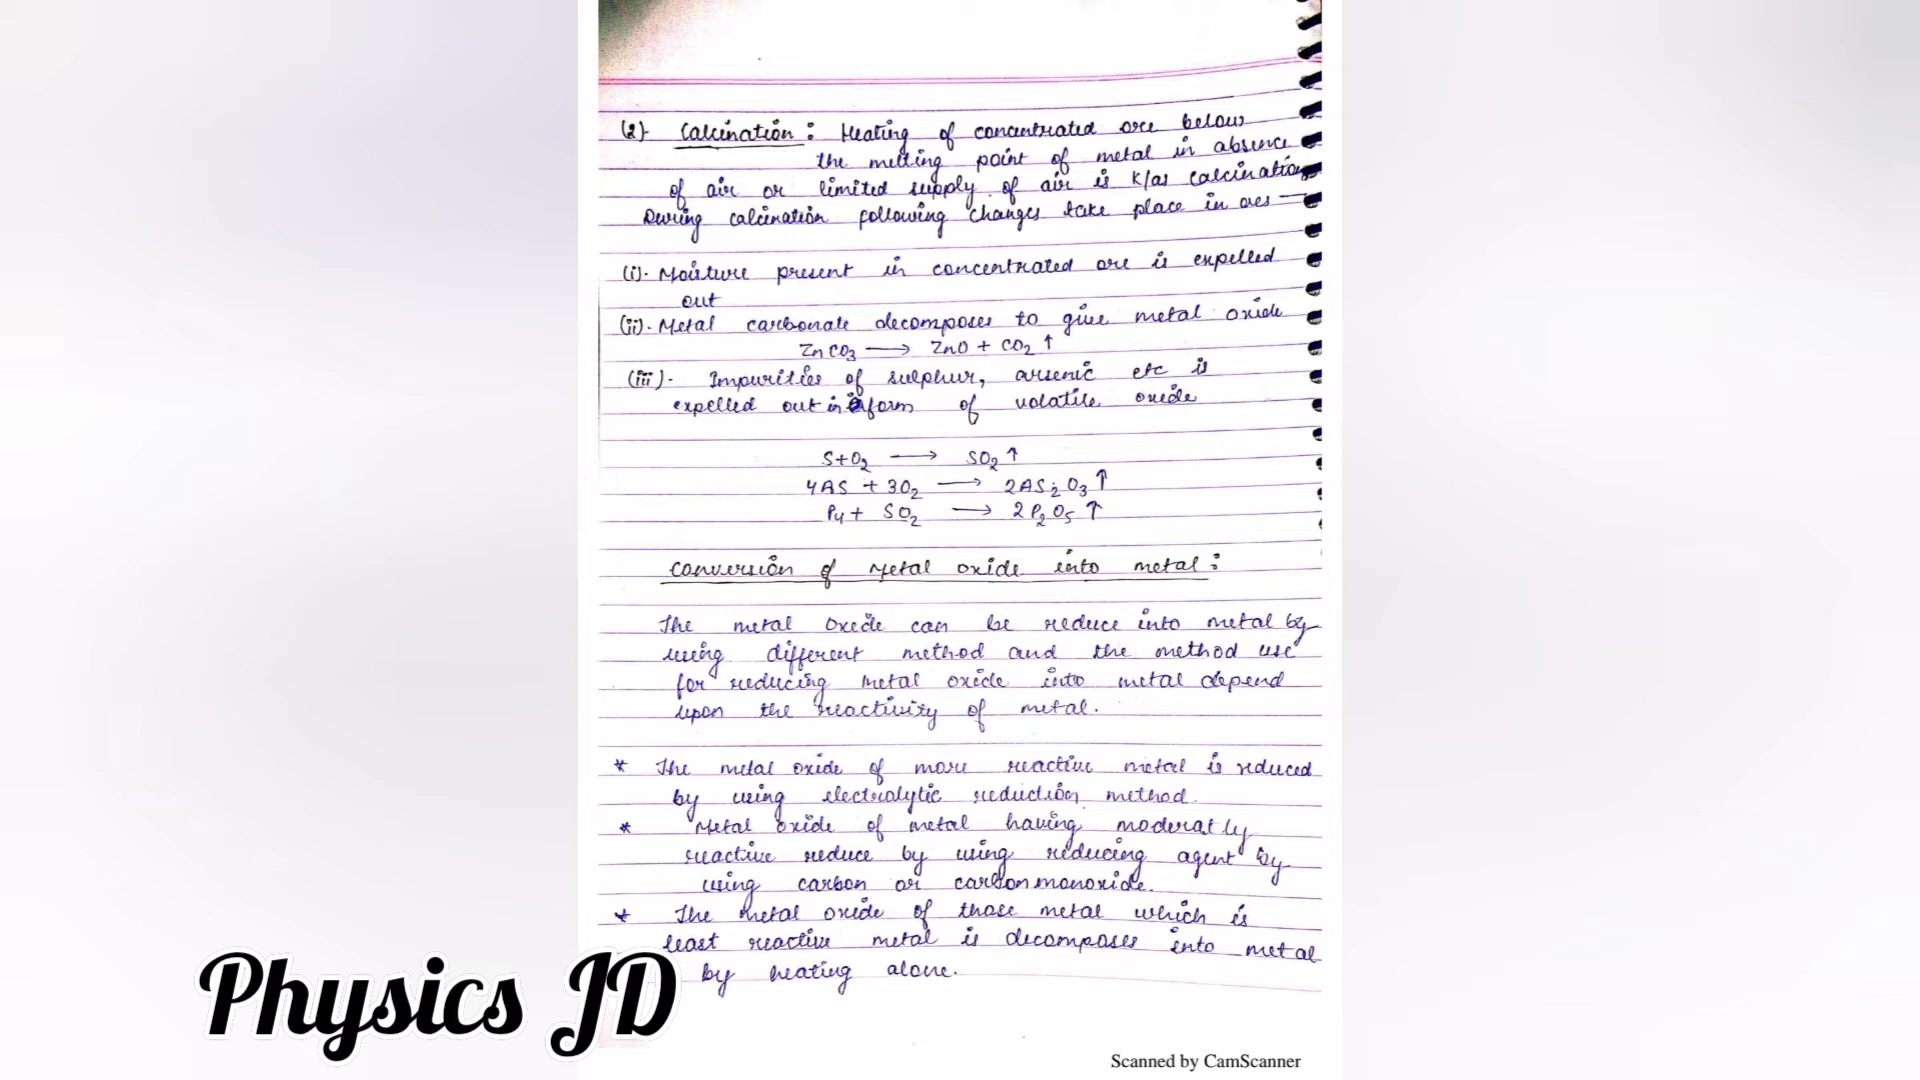 (2)- Calcination: Heating of concentrated ore below
the melting point of metal in absence
of air or limited supply of air is k/as calcination
During calcination following changes take place in ores -
(i)- Moisture present in concentrated ore is expelled
out
(ii)- Metal carbonate decomposes to give metal oxide
ZnCO3 → ZnO + CO2 ↑
(iii)- Impurities of sulphur, arsenic etc is
expelled out in form of volatile oxide
S+O2 → SO2 ↑
4AS + 3O2 → 2AS2O3 ↑
P4 + 5O2 → 2P2O5 ↑
Conversion of Metal oxide into metal:
The metal oxide can be reduce into metal by
using different method and the method use
for reducing metal oxide into metal depend
upon the reactivity of metal.
* The metal oxide of more reactive metal is reduced
by using electrolytic reduction method.
* Metal oxide of metal having moderatly
reactive reduce by using reducing agent by
using carbon or carbonmonoxide.
* The metal oxide of those metal which is
least reactive metal is decomposes into metal
by heating alone.
Physics JD
Scanned by CamScanner